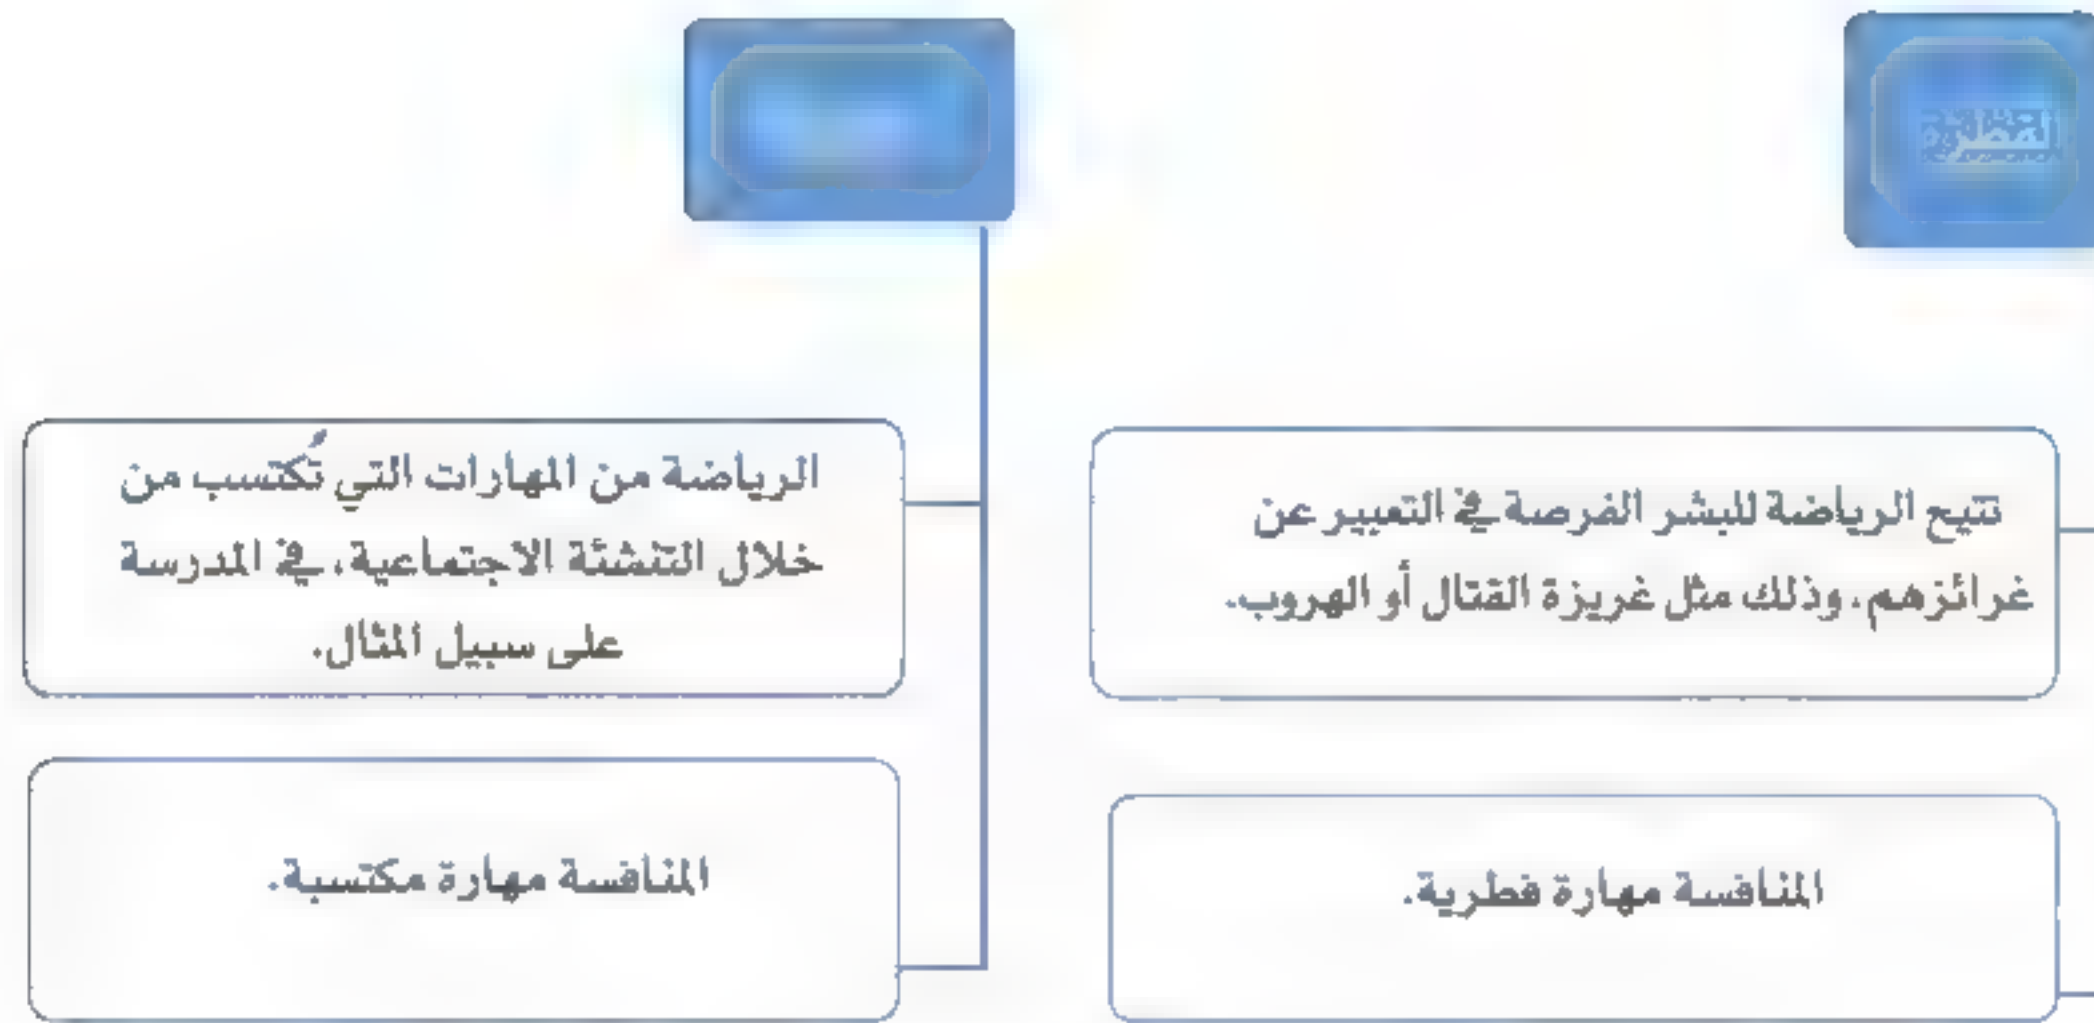 الفطرة
تتيح الرياضة للبشر الفرصة في التعبير عن
غرائزهم، وذلك مثل غريزة القتال أو الهروب.
المنافسة مهارة فطرية.
الرياضة من المهارات التي تُكتسب من
خلال التنشئة الاجتماعية، في المدرسة
على سبيل المثال.
المنافسة مهارة مكتسبة.